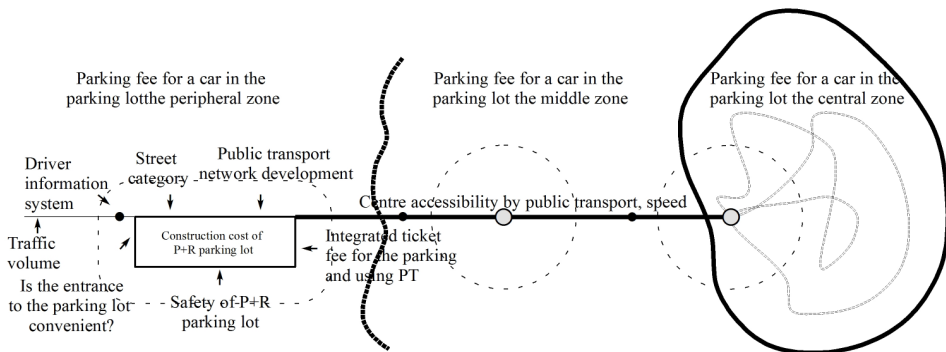 Parking fee for a car in the
parking lotthe peripheral zone
Parking fee for a car in the
parking lot the middle zone
Parking fee for a car in the
parking lot the central zone
Driver
information
system
Street
category
Public transport
network development
Centre accessibility by public transport, speed
Traffic
volume
Construction cost of
P+R parking lot
Integrated ticket
fee for the parking
and using PT
Is the entrance
to the parking lot
convenient?
Safety of P+R
parking lot